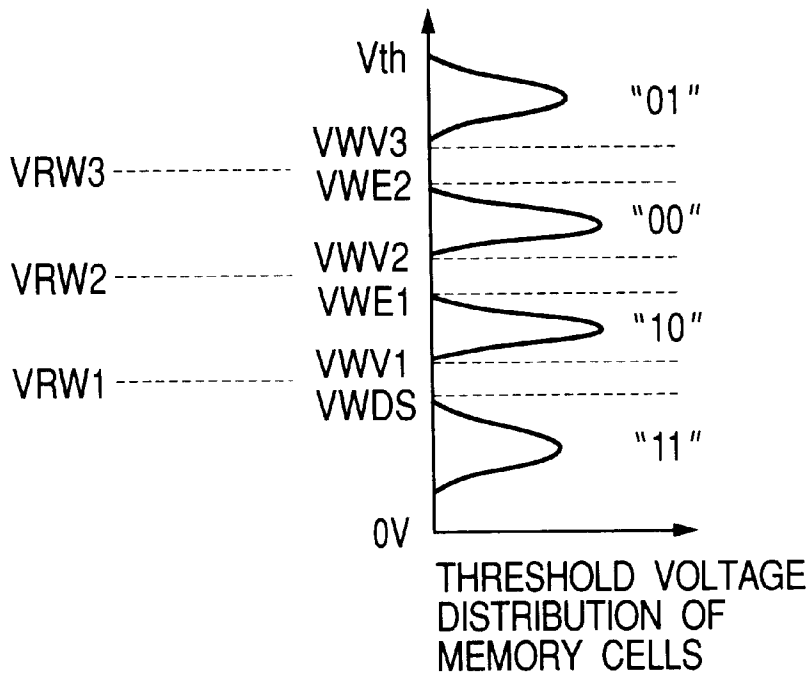 Vth
"01"
VWV3
VRW3
VWE2
"00"
VWV2
VRW2
VWE1
"10"
VWV1
VRW1
VWDS
"11"
0V
THRESHOLD VOLTAGE
DISTRIBUTION OF
MEMORY CELLS